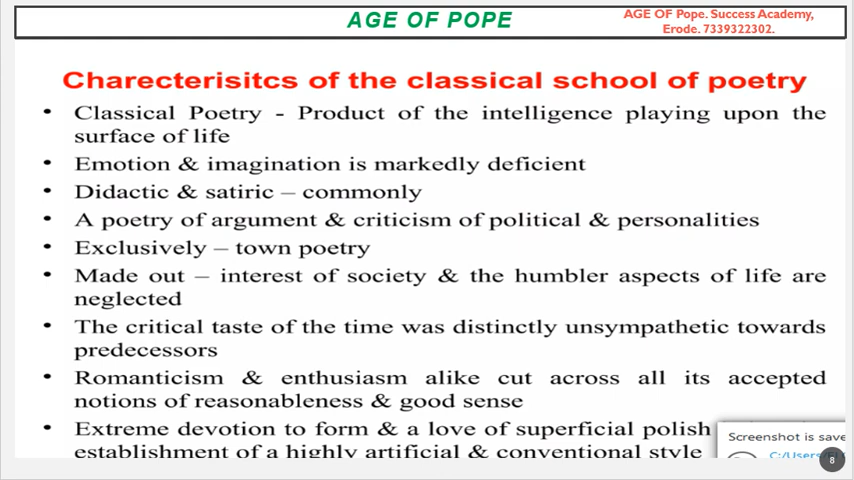 AGE OF POPE
AGE OF Pope. Success Academy,
Erode. 7339322302.
Charecterisitcs of the classical school of poetry
• Classical Poetry - Product of the intelligence playing upon the
surface of life
• Emotion & imagination is markedly deficient
• Didactic & satiric – commonly
• A poetry of argument & criticism of political & personalities
• Exclusively – town poetry
• Made out – interest of society & the humbler aspects of life are
neglected
• The critical taste of the time was distinctly unsympathetic towards
predecessors
• Romanticism & enthusiasm alike cut across all its accepted
notions of reasonableness & good sense
• Extreme devotion to form & a love of superficial polish
establishment of a highly artificial & conventional style
Screenshot is save
C:/Users/
8